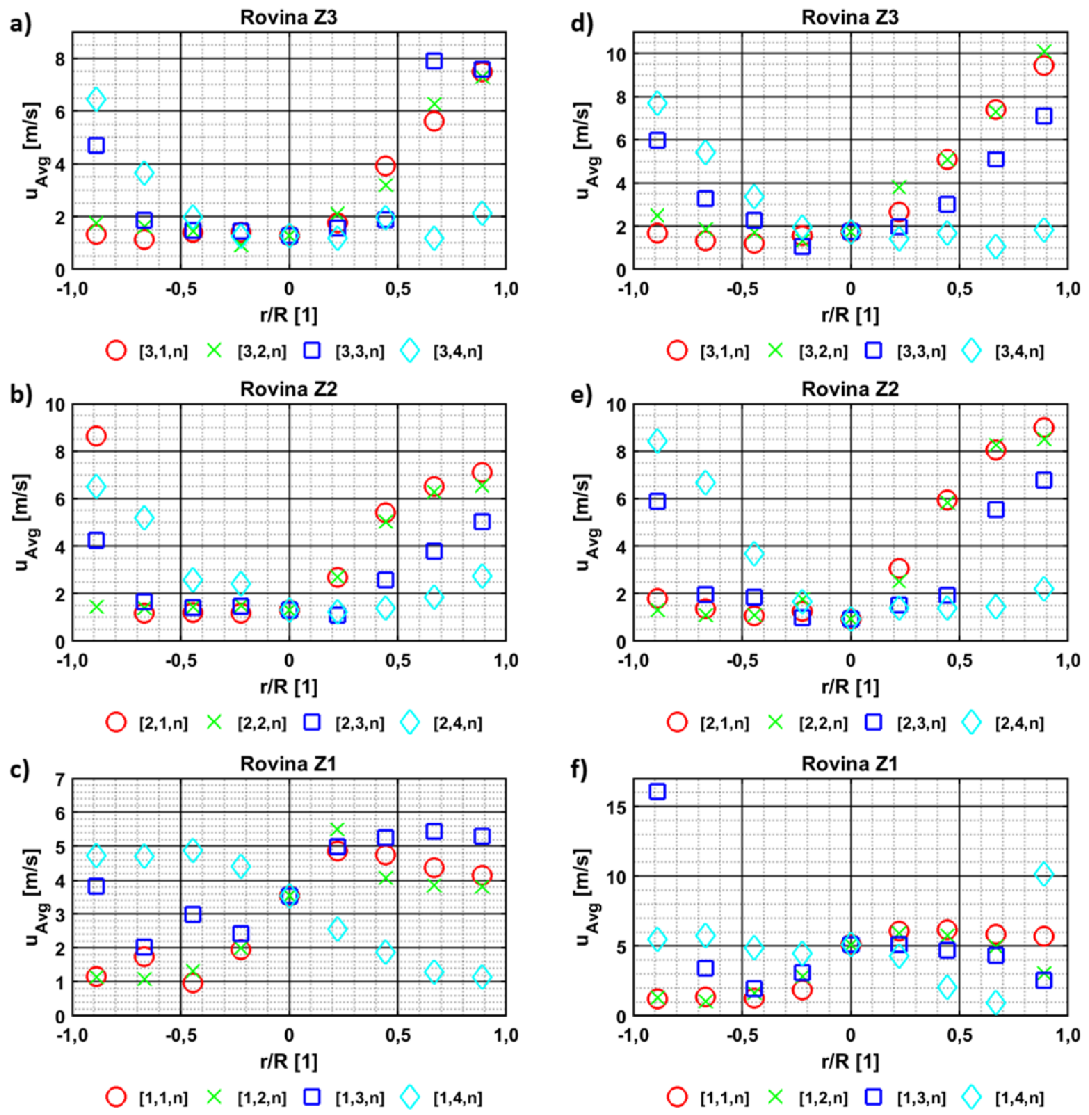 a)
Rovina Z3
u_Avg [m/s]
8
6
4
2
0
-1,0 -0,5 0 0,5 1,0
r/R [1]
[3,1,n] [3,2,n] [3,3,n] [3,4,n]
d)
Rovina Z3
u_Avg [m/s]
10
8
6
4
2
0
-1,0 -0,5 0 0,5 1,0
r/R [1]
[3,1,n] [3,2,n] [3,3,n] [3,4,n]
b)
Rovina Z2
u_Avg [m/s]
10
8
6
4
2
0
-1,0 -0,5 0 0,5 1,0
r/R [1]
[2,1,n] [2,2,n] [2,3,n] [2,4,n]
e)
Rovina Z2
u_Avg [m/s]
10
8
6
4
2
0
-1,0 -0,5 0 0,5 1,0
r/R [1]
[2,1,n] [2,2,n] [2,3,n] [2,4,n]
c)
Rovina Z1
u_Avg [m/s]
7
6
5
4
3
2
1
0
-1,0 -0,5 0 0,5 1,0
r/R [1]
[1,1,n] [1,2,n] [1,3,n] [1,4,n]
f)
Rovina Z1
u_Avg [m/s]
15
10
5
0
-1,0 -0,5 0 0,5 1,0
r/R [1]
[1,1,n] [1,2,n] [1,3,n] [1,4,n]